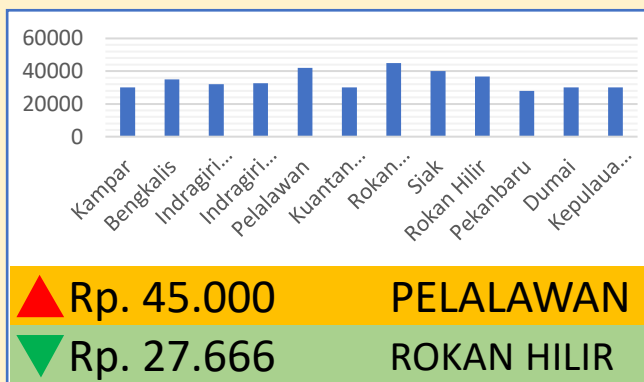 60000
40000
20000
0
Kampar
Bengkalis
Indragiri...
Indragiri...
Pelalawan
Kuantan...
Rokan...
Siak
Rokan Hilir
Pekanbaru
Dumai
Kepulaua...
Rp. 45.000 PELALAWAN
Rp. 27.666 ROKAN HILIR